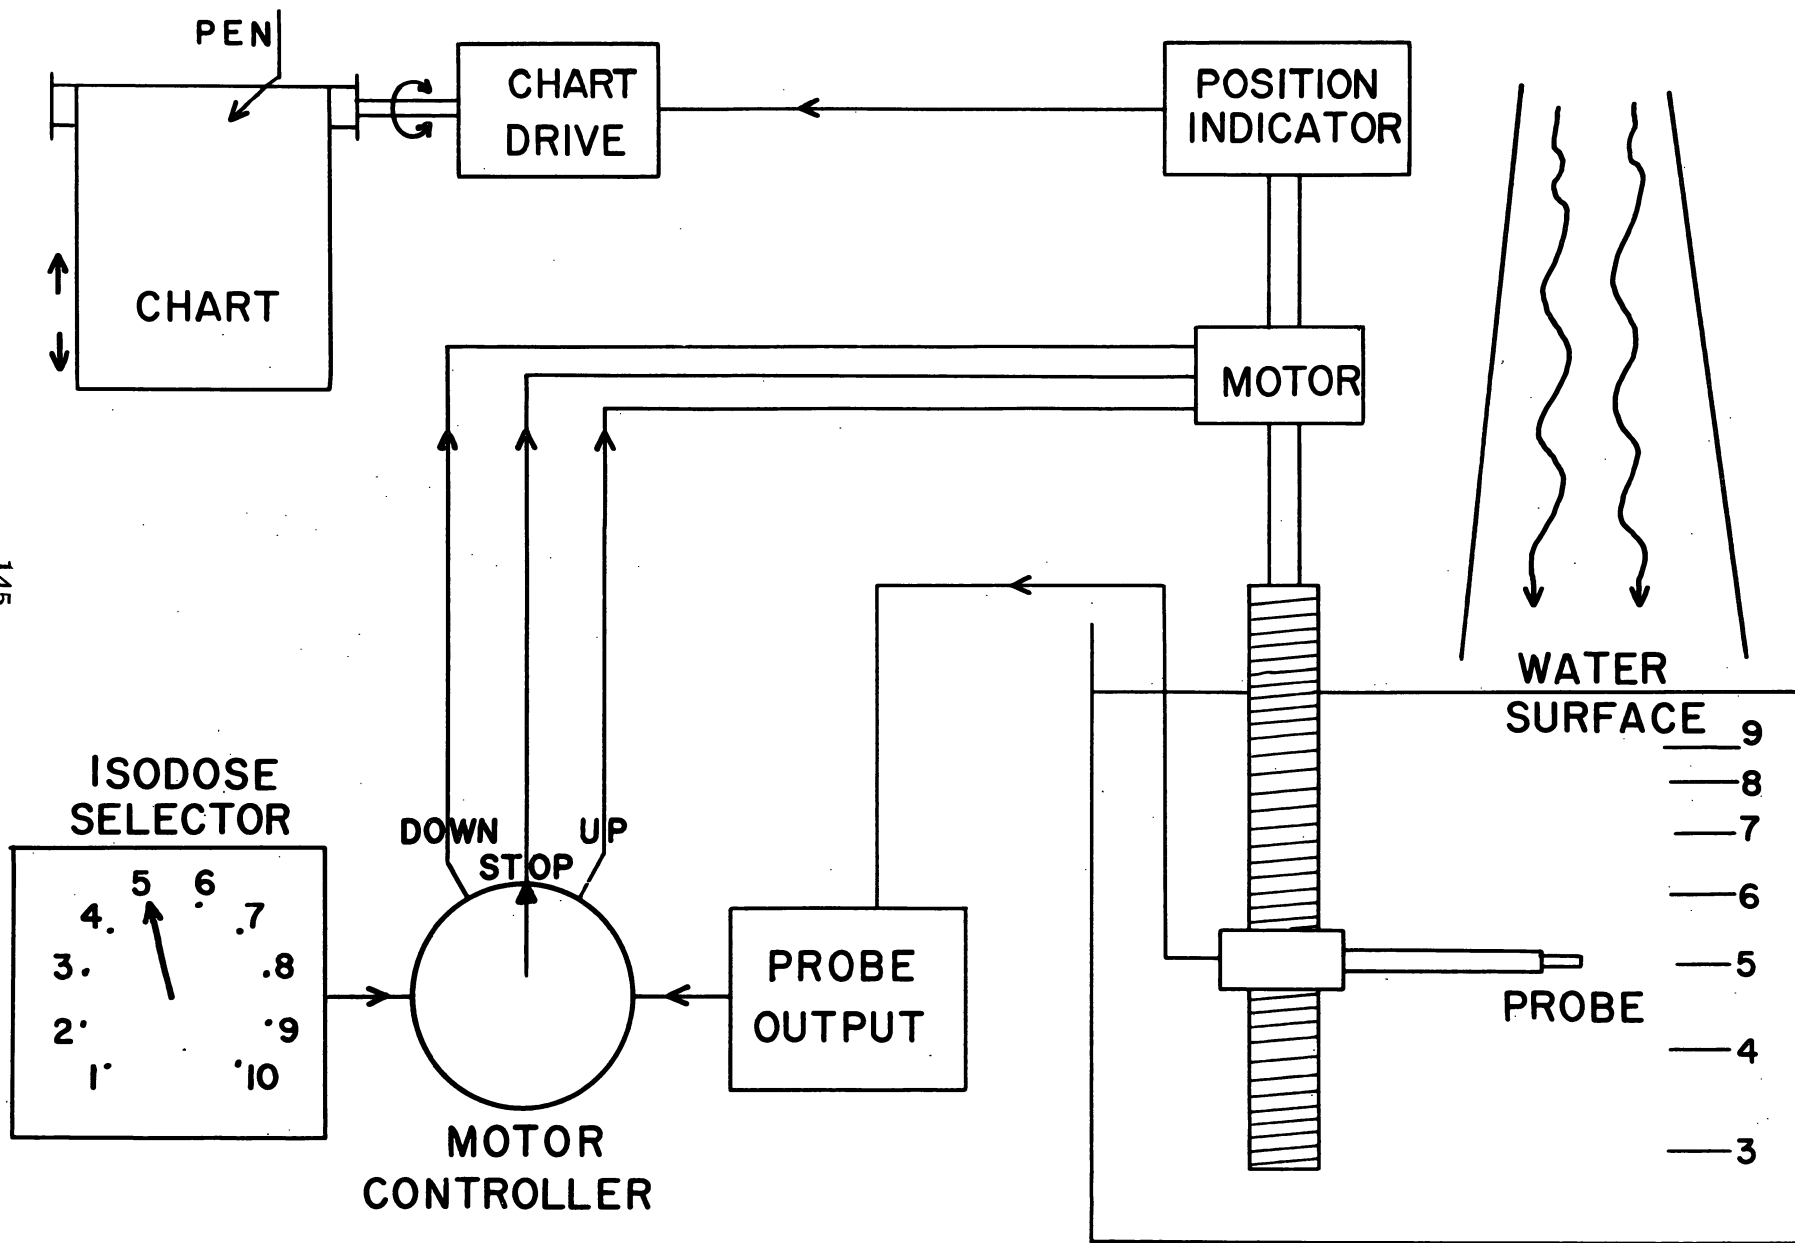 PEN
CHART
DRIVE
POSITION
INDICATOR
CHART
MOTOR
145
WATER
SURFACE
9
8
7
6
5
4
3
ISODOSE
SELECTOR
DOWN
STOP
UP
5 6
4 7
3 8
2 9
1 10
PROBE
OUTPUT
PROBE
MOTOR
CONTROLLER